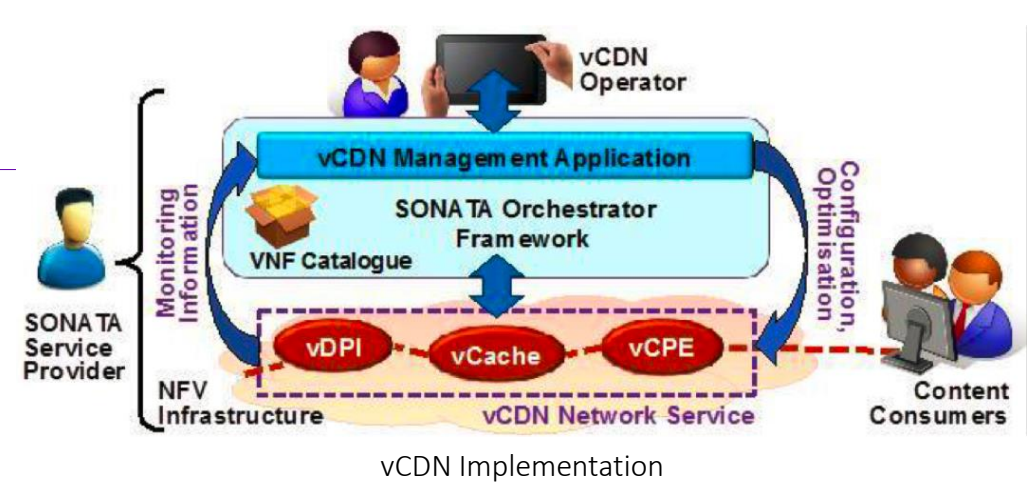 vCDN
Operator
vCDN Management Application
SONATA Orchestrator
Framework
VNF Catalogue
Monitoring
Information
Configuration,
Optimisation
SONATA
Service
Provider
vDPI
vCache
vCPE
NFV
Infrastructure
vCDN Network Service
Content
Consumers
vCDN Implementation